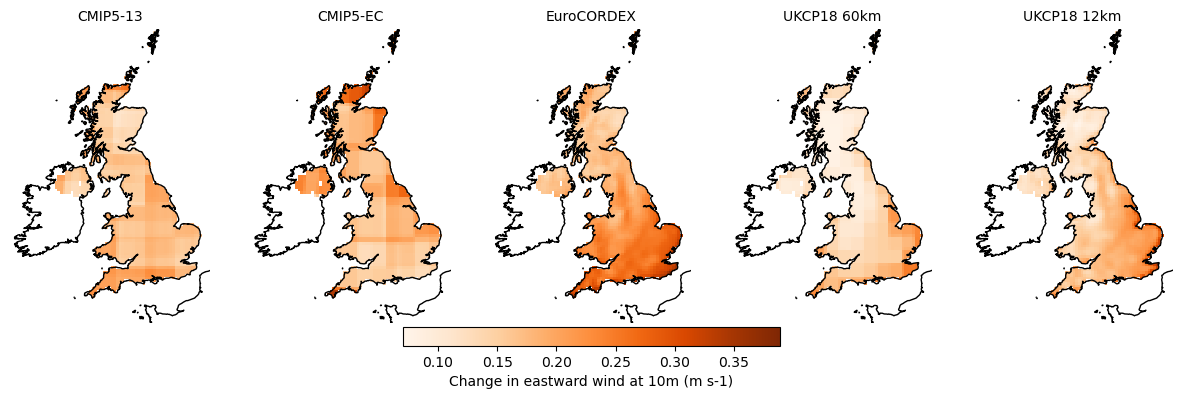 CMIP5-13
CMIP5-EC
EuroCORDEX
UKCP18 60km
UKCP18 12km
0.10 0.15 0.20 0.25 0.30 0.35
Change in eastward wind at 10m (m s-1)